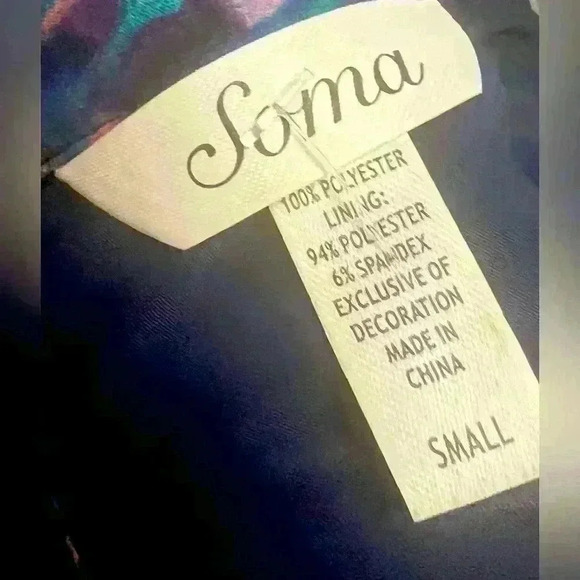 Soma
100% POLYESTER
LINING:
94% POLYESTER
6% SPANDEX
EXCLUSIVE OF
DECORATION
MADE IN
CHINA
SMALL